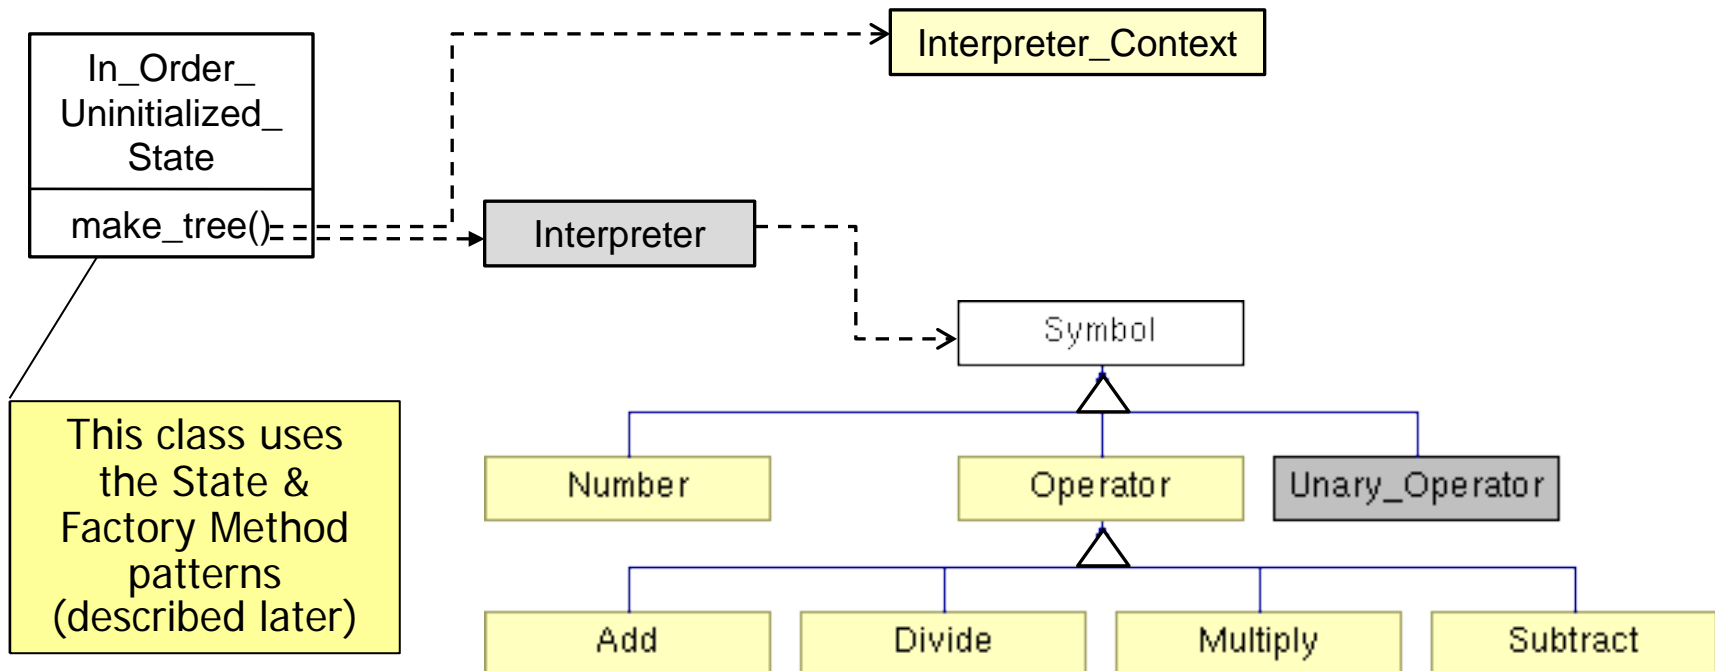 In_Order_
Uninitialized_
State
make_tree()
Interpreter_Context
Interpreter
Symbol
This class uses
the State &
Factory Method
patterns
(described later)
Number
Operator
Unary_Operator
Add
Divide
Multiply
Subtract